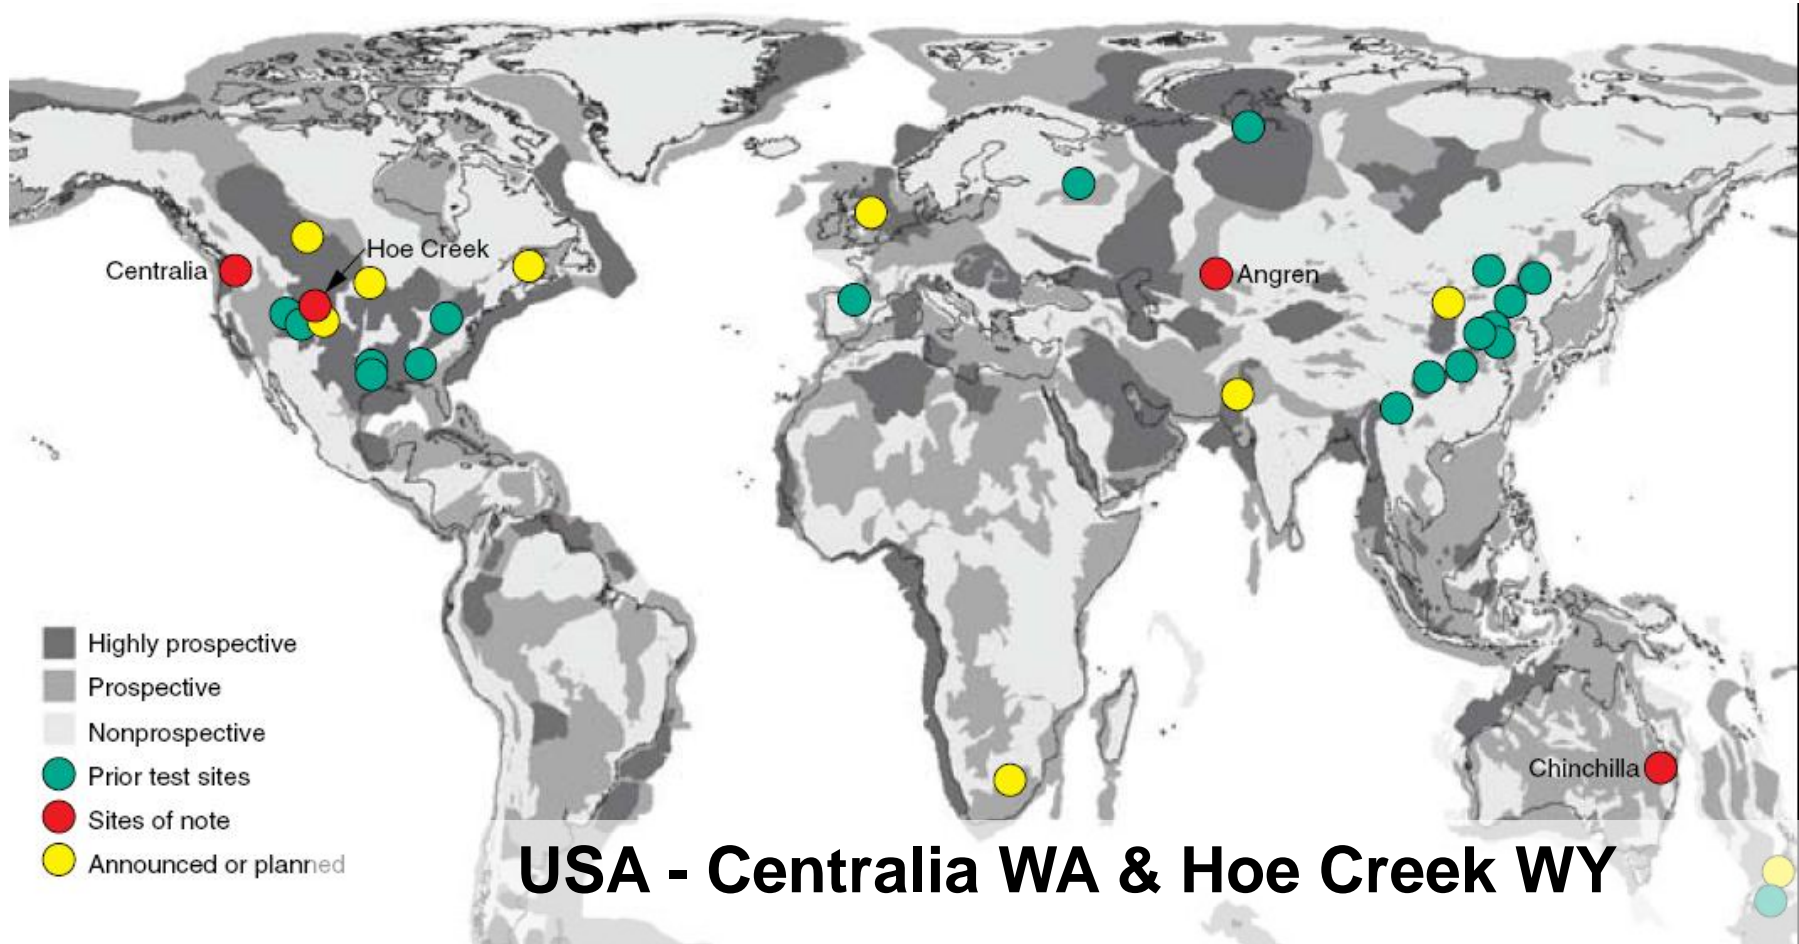 Hoe Creek
Centralia
Angren
Chinchilla
Highly prospective
Prospective
Nonprospective
Prior test sites
Sites of note
Announced or planned
USA - Centralia WA & Hoe Creek WY